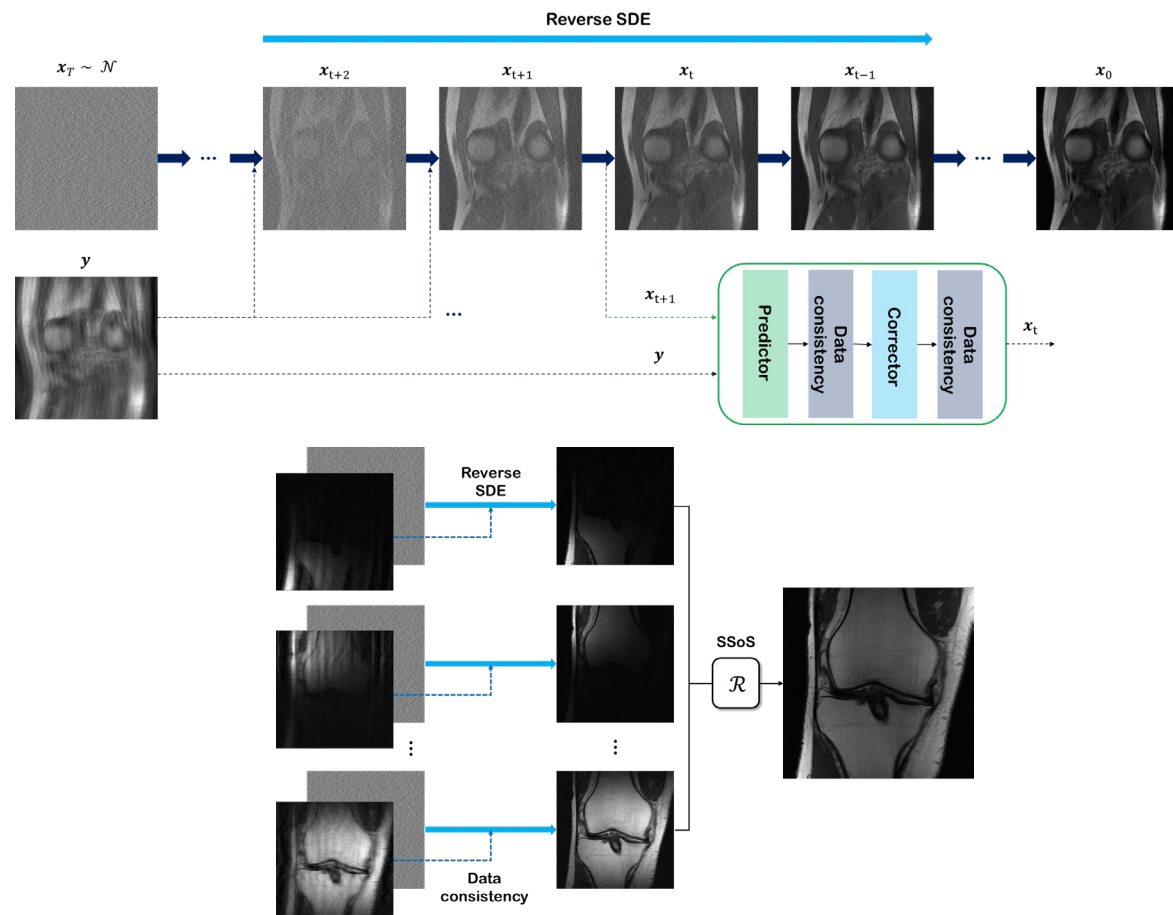 Reverse SDE
x_T ~ 𝒩
x_{t+2}
x_{t+1}
x_t
x_{t−1}
x_0
...
...
y
...
x_{t+1}
y
Predictor
Data
consistency
Corrector
Data
consistency
x_t
Reverse
SDE
...
...
SSoS
ℛ
Data
consistency